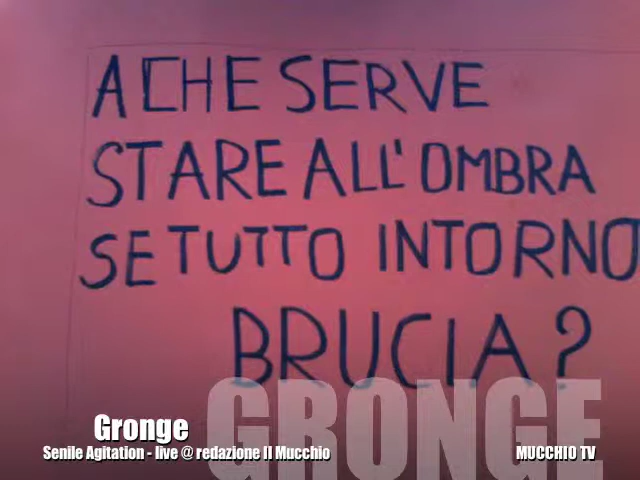 A CHE SERVE
STARE ALL'OMBRA
SE TUTTO INTORNO
BRUCIA?
GRONGE
Gronge
Senile Agitation - live @ redazione Il Mucchio
MUCCHIO TV